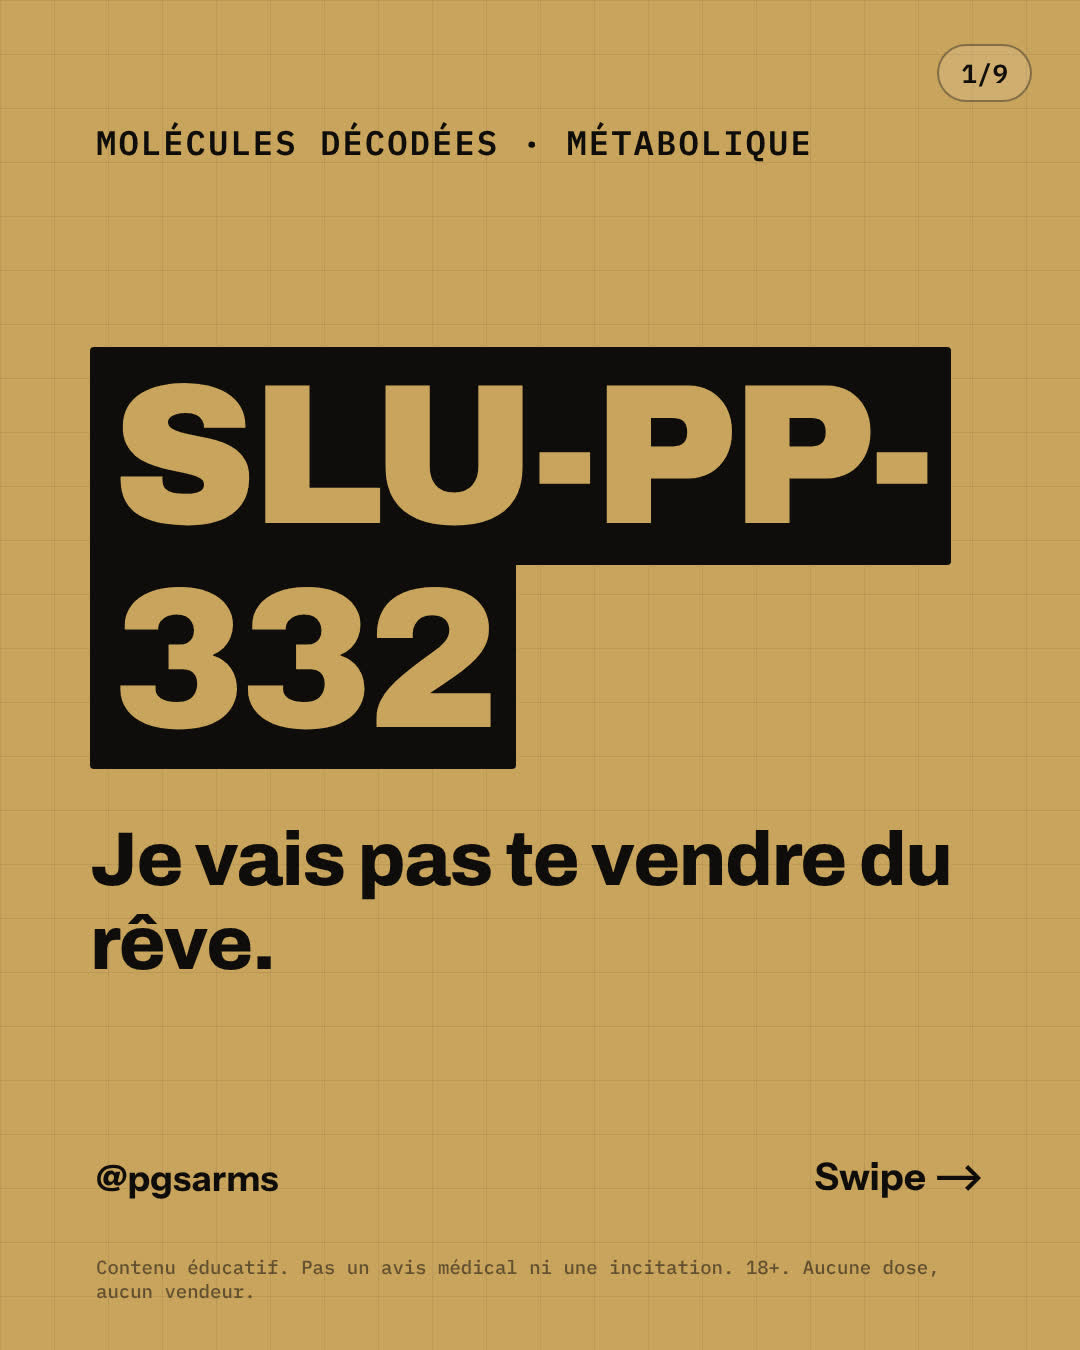 1/9
MOLÉCULES DÉCODÉES · MÉTABOLIQUE
SLU-PP-
332
Je vais pas te vendre du
rêve.
@pgsarms
Swipe →
Contenu éducatif. Pas un avis médical ni une incitation. 18+. Aucune dose,
aucun vendeur.